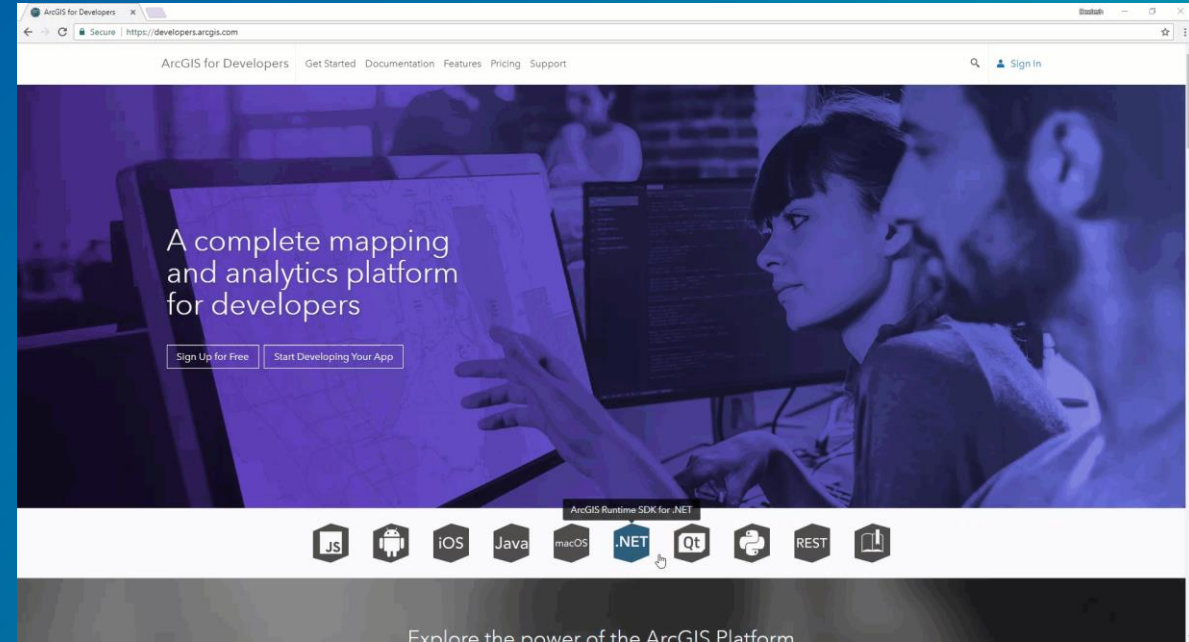 ArcGIS for Developers
Secure | https://developers.arcgis.com
ArcGIS for Developers Get Started Documentation Features Pricing Support Sign In
A complete mapping
and analytics platform
for developers
Sign Up for Free Start Developing Your App
ArcGIS Runtime SDK for .NET
JS iOS Java macOS .NET Qt REST
Explore the power of the ArcGIS Platform